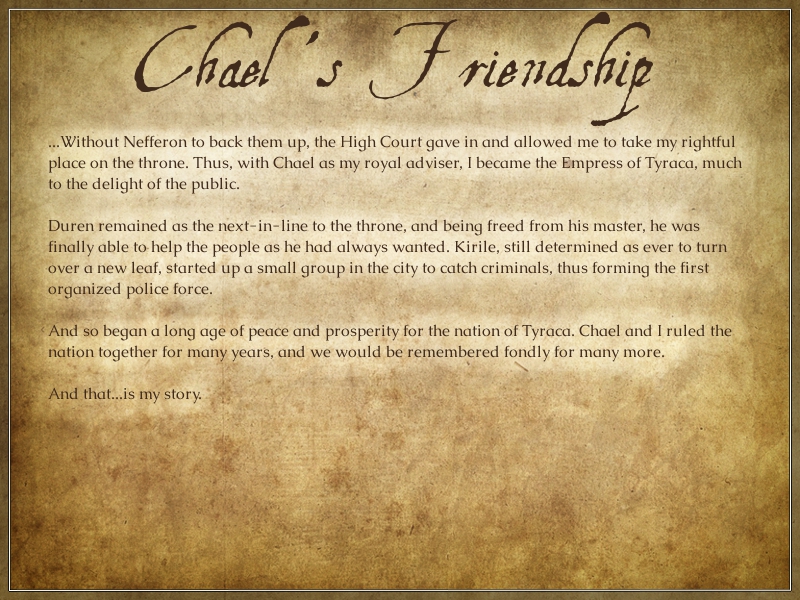 Chael's Friendship
...Without Nefferon to back them up, the High Court gave in and allowed me to take my rightful
place on the throne. Thus, with Chael as my royal adviser, I became the Empress of Tyraca, much
to the delight of the public.
Duren remained as the next-in-line to the throne, and being freed from his master, he was
finally able to help the people as he had always wanted. Kirile, still determined as ever to turn
over a new leaf, started up a small group in the city to catch criminals, thus forming the first
organized police force.
And so began a long age of peace and prosperity for the nation of Tyraca. Chael and I ruled the
nation together for many years, and we would be remembered fondly for many more.
And that...is my story.